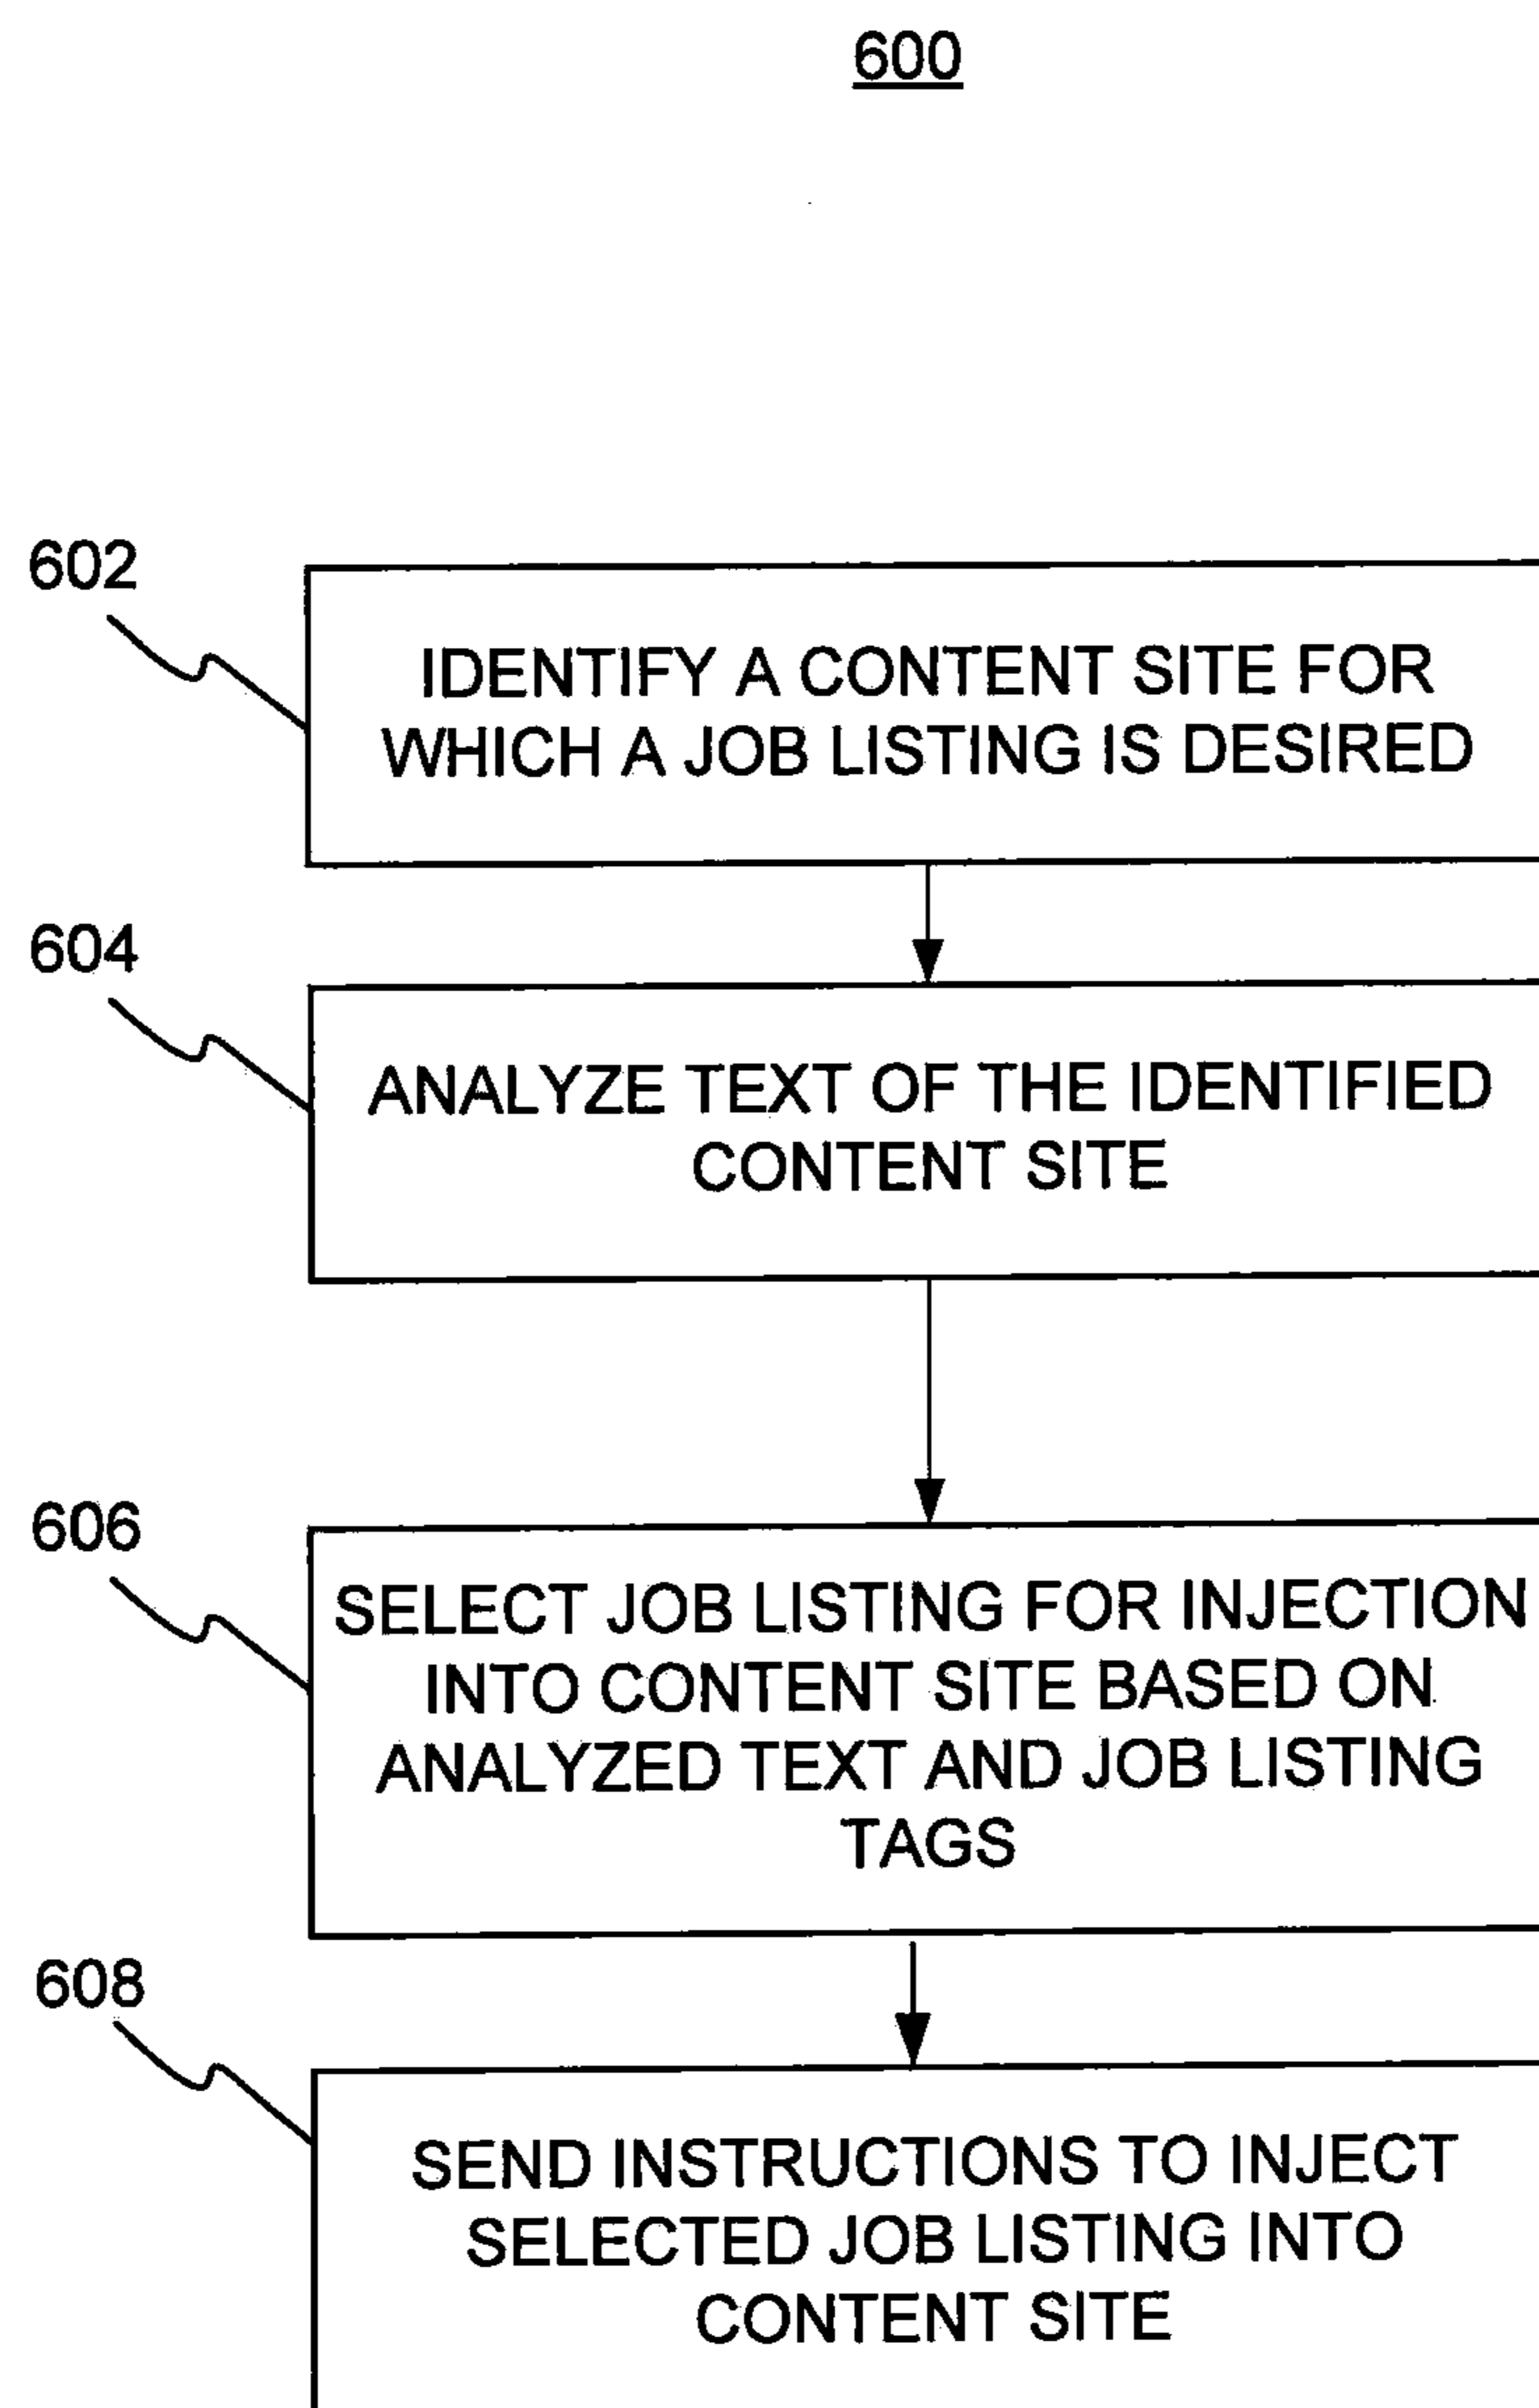 600
602
IDENTIFY A CONTENT SITE FOR
WHICH A JOB LISTING IS DESIRED
604
ANALYZE TEXT OF THE IDENTIFIED
CONTENT SITE
606
SELECT JOB LISTING FOR INJECTION
INTO CONTENT SITE BASED ON
ANALYZED TEXT AND JOB LISTING
TAGS
608
SEND INSTRUCTIONS TO INJECT
SELECTED JOB LISTING INTO
CONTENT SITE